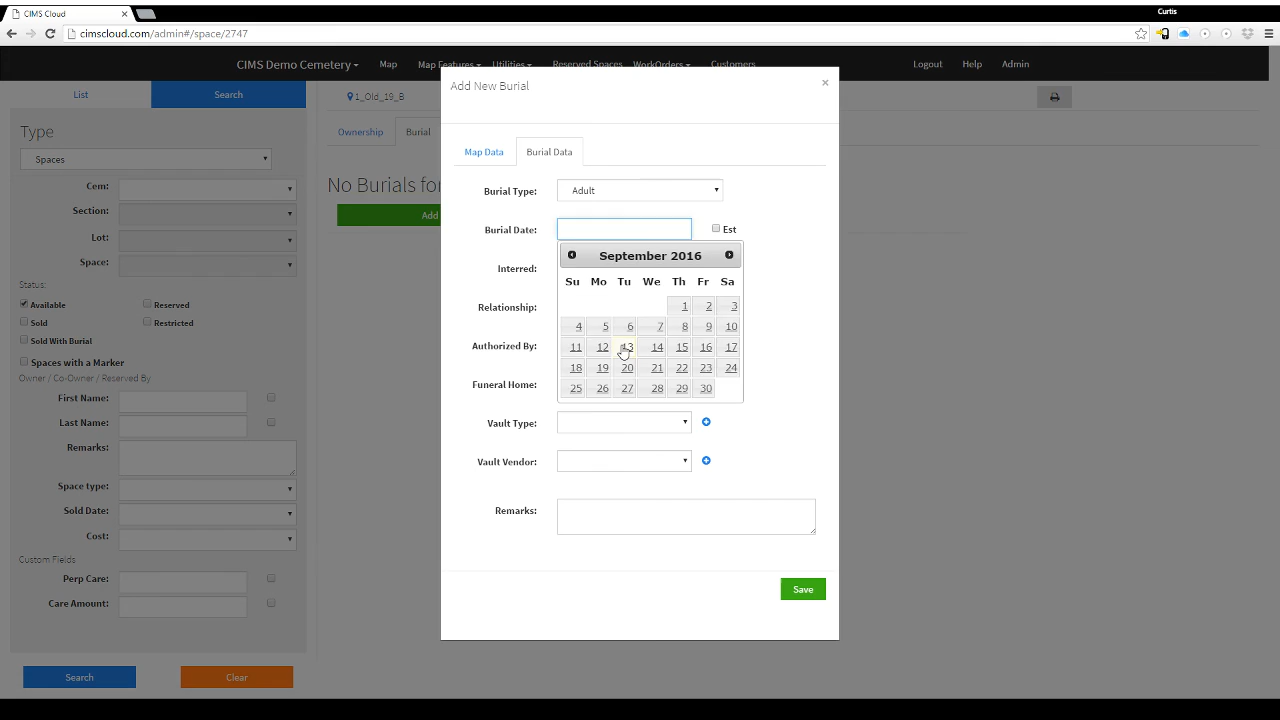 CIMS Cloud
Curtis
cimscloud.com/admin#/space/2747
CIMS Demo Cemetery Map Map Features Utilities Reserved Spaces WorkOrders Customers Logout Help Admin
List Search
Type
Spaces
Cem:
Section:
Lot:
Space:
Status:
Available Reserved
Sold Restricted
Sold With Burial
Spaces with a Marker
Owner / Co-Owner / Reserved By
First Name:
Last Name:
Remarks:
Space type:
Sold Date:
Cost:
Custom Fields
Perp Care:
Care Amount:
Search Clear
1_Old_19_B
Ownership Burial
No Burials for
Add
Add New Burial ×
Map Data Burial Data
Burial Type: Adult
Burial Date: Est
September 2016
Su Mo Tu We Th Fr Sa
1 2 3
4 5 6 7 8 9 10
11 12 13 14 15 16 17
18 19 20 21 22 23 24
25 26 27 28 29 30
Interred:
Relationship:
Authorized By:
Funeral Home:
Vault Type:
Vault Vendor:
Remarks:
Save